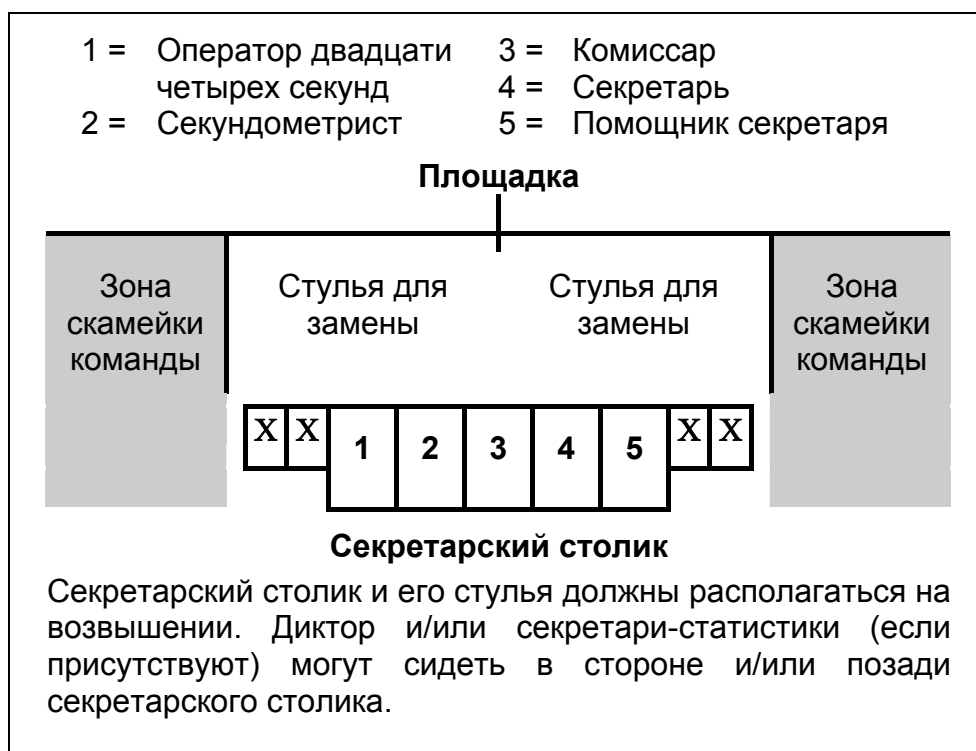 1 = Оператор двадцати четырех секунд
2 = Секундометрист
3 = Комиссар
4 = Секретарь
5 = Помощник секретаря
Площадка
Зона
скамейки
команды
Стулья для
замены
Стулья для
замены
Зона
скамейки
команды
X X 1 2 3 4 5 X X
Секретарский столик
Секретарский столик и его стулья должны располагаться на
возвышении. Диктор и/или секретари-статистики (если
присутствуют) могут сидеть в стороне и/или позади
секретарского столика.